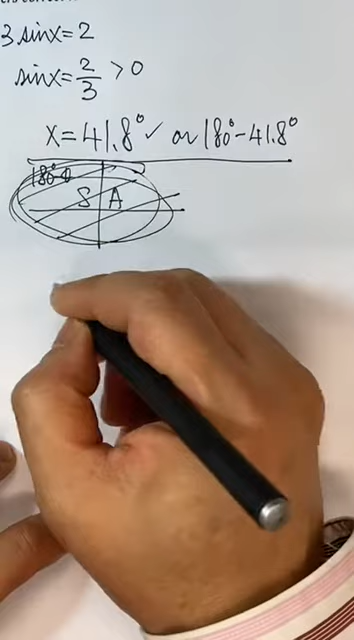 3 sinx = 2
sinx = 2/3 > 0
x = 41.8° ✓ or 180° - 41.8°
180°-θ
S A